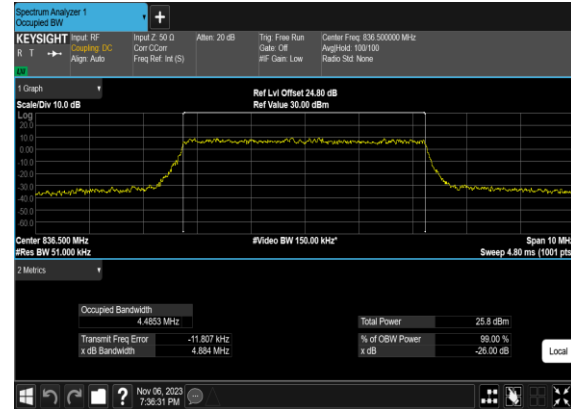 Spectrum Analyzer 1
Occupied BW
+
KEYSIGHT Input: RF Input Z: 50 Ω Atten: 20 dB Trig: Free Run Center Freq: 836.500000 MHz
R T Coupling: DC Corr CCorr Gate: Off Avg|Hold: 100/100
Align: Auto Freq Ref: Int (S) #IF Gain: Low Radio Std: None
LU
1 Graph
Ref Lvl Offset 24.80 dB
Scale/Div 10.0 dB Ref Value 30.00 dBm
Log
20.0
10.0
0.00
-10.0
-20.0
-30.0
-40.0
-50.0
-60.0
Center 836.500 MHz #Video BW 150.00 kHz* Span 10 MHz
#Res BW 51.000 kHz Sweep 4.80 ms (1001 pts
2 Metrics
Occupied Bandwidth
4.4853 MHz Total Power 25.8 dBm
Transmit Freq Error -11.807 kHz % of OBW Power 99.00 %
x dB Bandwidth 4.884 MHz x dB -26.00 dB
Local
? Nov 06, 2023
7:36:31 PM